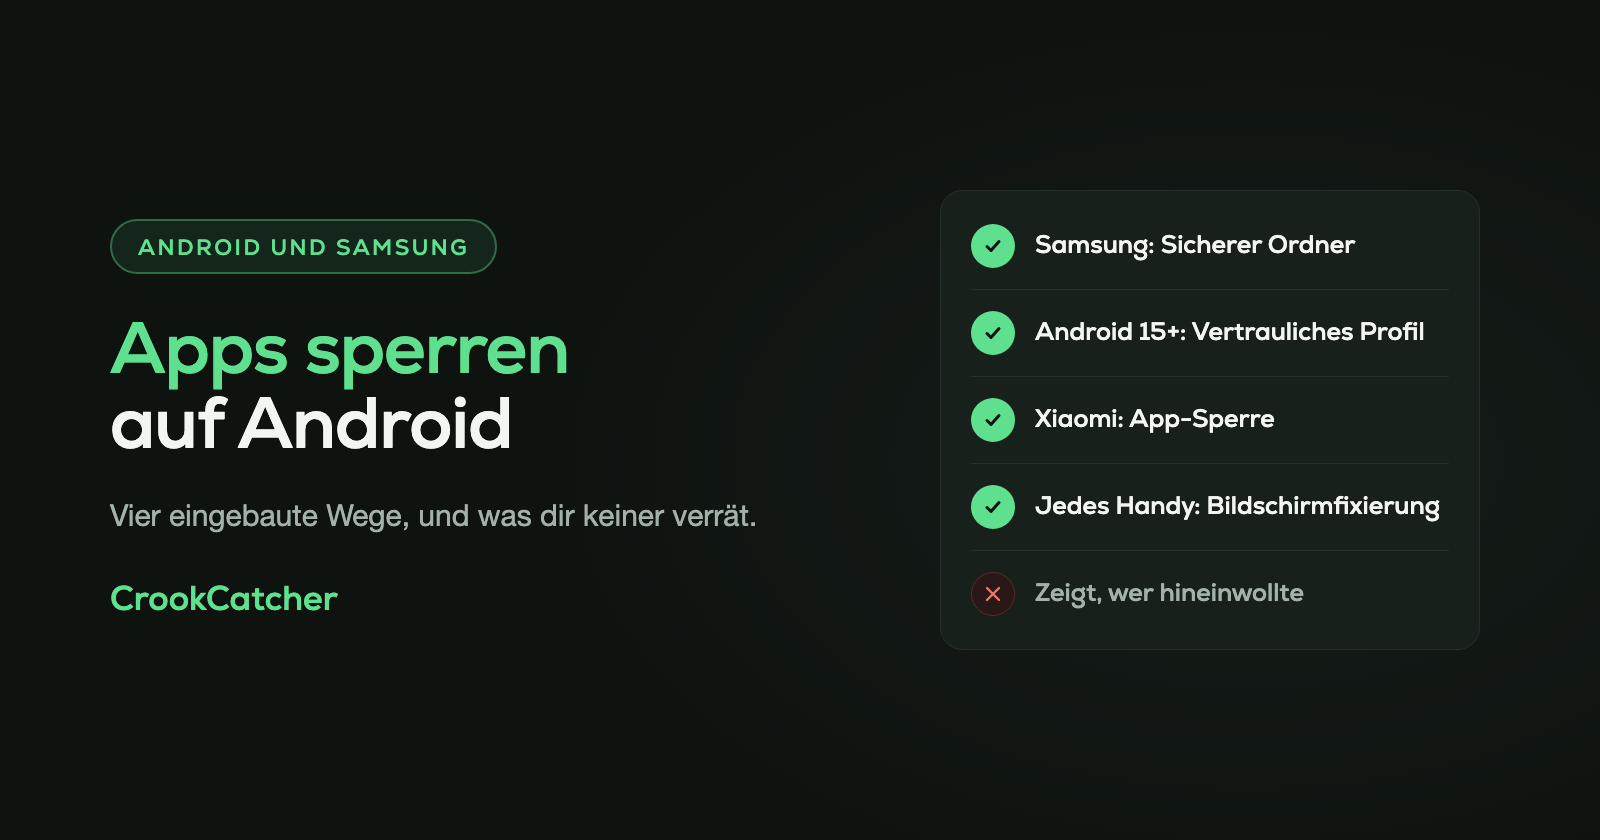 ANDROID UND SAMSUNG
Apps sperren
auf Android
Vier eingebaute Wege, und was dir keiner verrät.
CrookCatcher
Samsung: Sicherer Ordner
Android 15+: Vertrauliches Profil
Xiaomi: App-Sperre
Jedes Handy: Bildschirmfixierung
Zeigt, wer hineinwollte